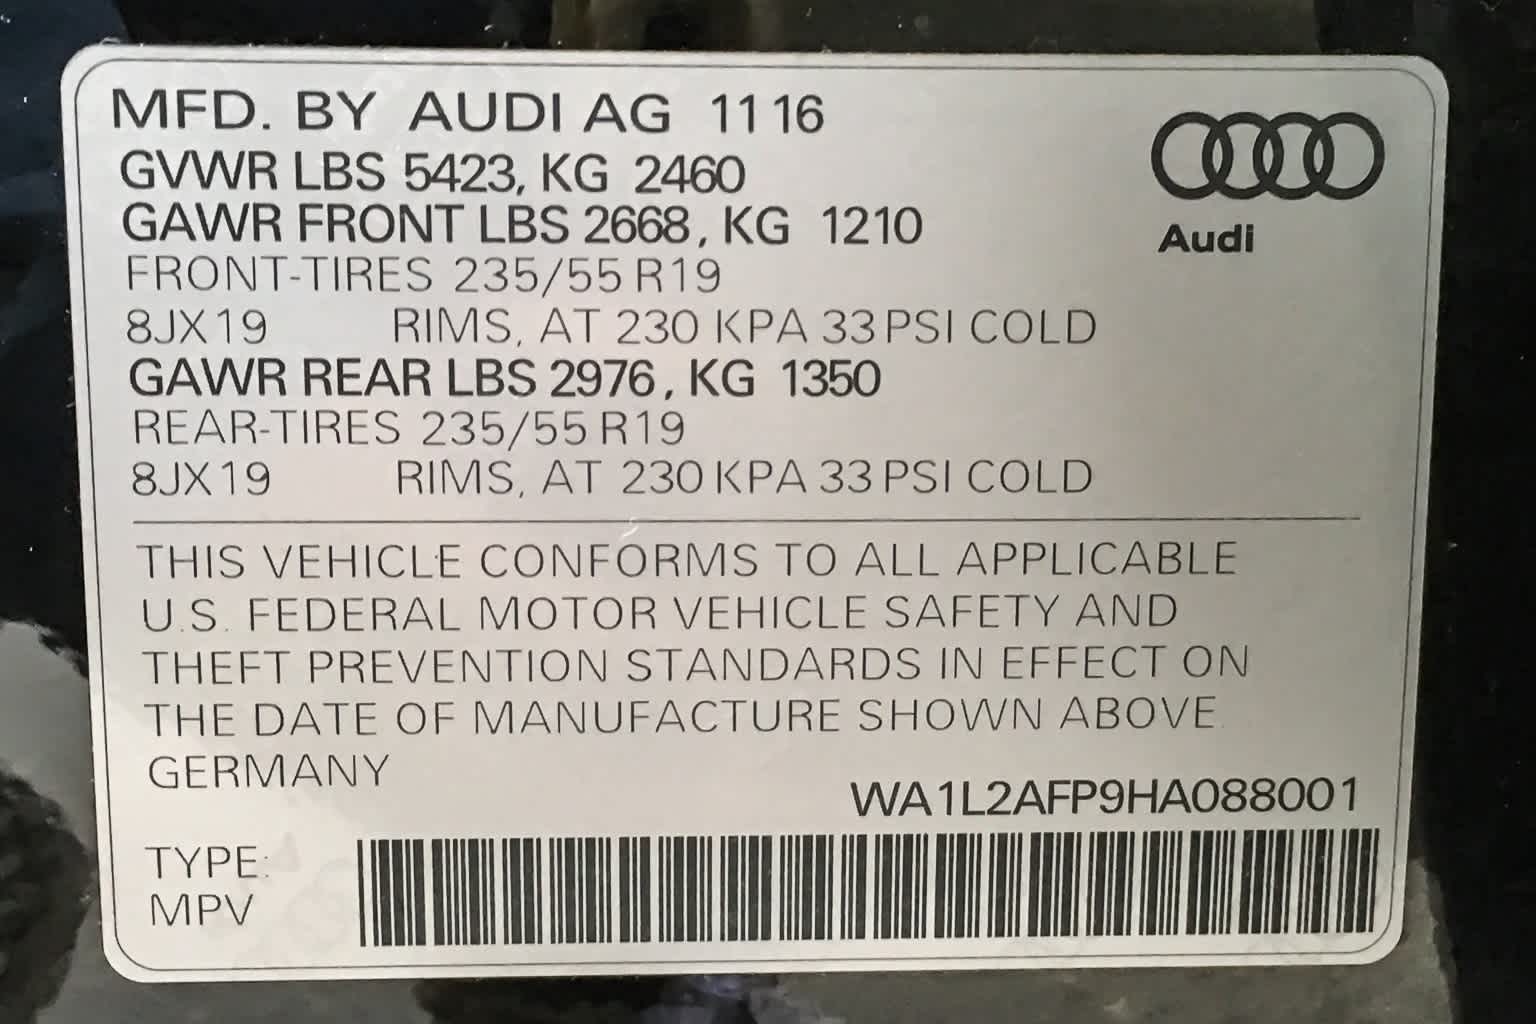 MFD. BY AUDI AG 11 16
GVWR LBS 5423, KG 2460
GAWR FRONT LBS 2668, KG 1210
FRONT-TIRES 235/55 R19
8JX19 RIMS, AT 230 KPA 33 PSI COLD
GAWR REAR LBS 2976, KG 1350
REAR-TIRES 235/55 R19
8JX19 RIMS, AT 230 KPA 33 PSI COLD
Audi
THIS VEHICLE CONFORMS TO ALL APPLICABLE
U.S. FEDERAL MOTOR VEHICLE SAFETY AND
THEFT PREVENTION STANDARDS IN EFFECT ON
THE DATE OF MANUFACTURE SHOWN ABOVE.
GERMANY
WA1L2AFP9HA088001
TYPE:
MPV